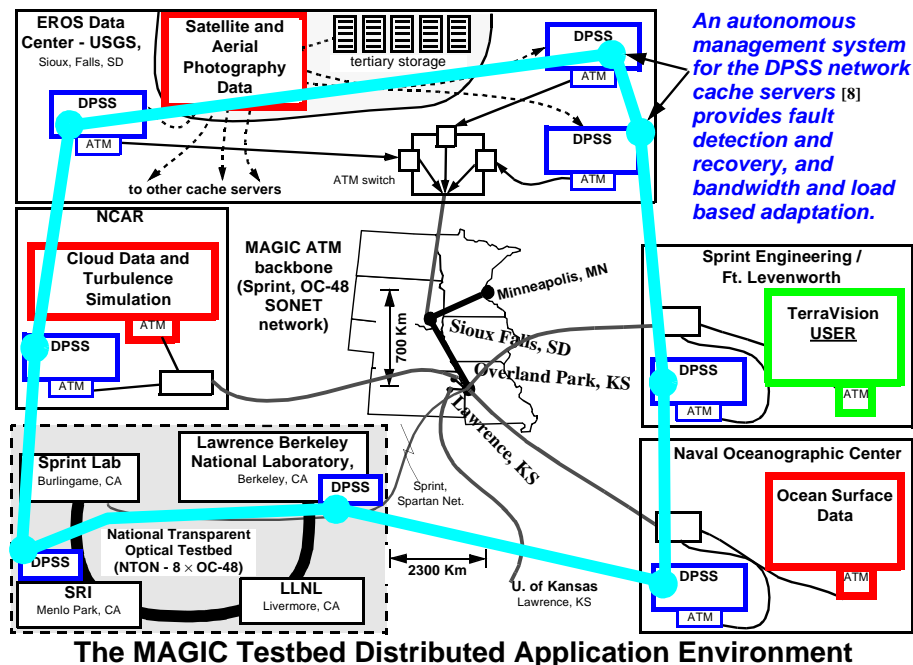 EROS Data
Center - USGS,
Sioux, Falls, SD
Satellite and
Aerial
Photography
Data
tertiary storage
DPSS
ATM
DPSS
ATM
DPSS
ATM
ATM switch
to other cache servers
An autonomous
management system
for the DPSS network
cache servers [8]
provides fault
detection and
recovery, and
bandwidth and load
based adaptation.
NCAR
Cloud Data and
Turbulence
Simulation
ATM
DPSS
ATM
MAGIC ATM
backbone
(Sprint, OC-48
SONET
network)
700 Km
Minneapolis, MN
Sioux Falls, SD
Overland Park, KS
Lawrence, KS
Sprint Engineering /
Ft. Levenworth
TerraVision
USER
ATM
DPSS
ATM
Sprint Lab
Burlingame, CA
Lawrence Berkeley
National Laboratory,
Berkeley, CA
DPSS
National Transparent
Optical Testbed
(NTON - 8 × OC-48)
DPSS
SRI
Menlo Park, CA
LLNL
Livermore, CA
Sprint,
Spartan Net.
2300 Km
U. of Kansas
Lawrence, KS
Naval Oceanographic Center
Ocean Surface
Data
ATM
DPSS
ATM
The MAGIC Testbed Distributed Application Environment